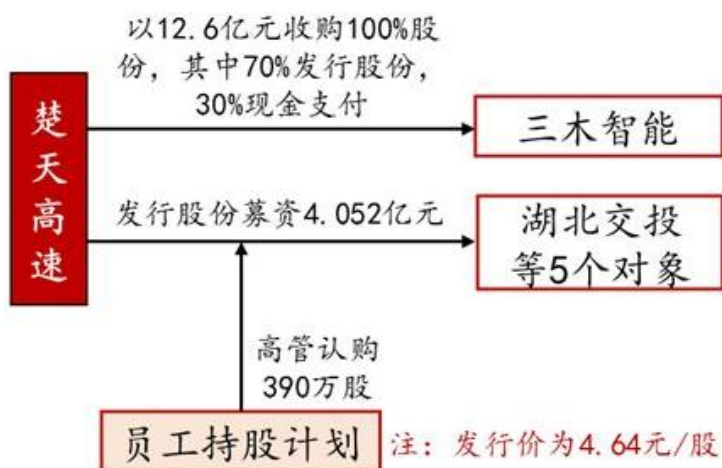 以12.6亿元收购100%股
份，其中70%发行股份，
30%现金支付
楚天高速
三木智能
发行股份募资4.052亿元
湖北交投
等5个对象
高管认购
390万股
员工持股计划
注：发行价为4.64元/股